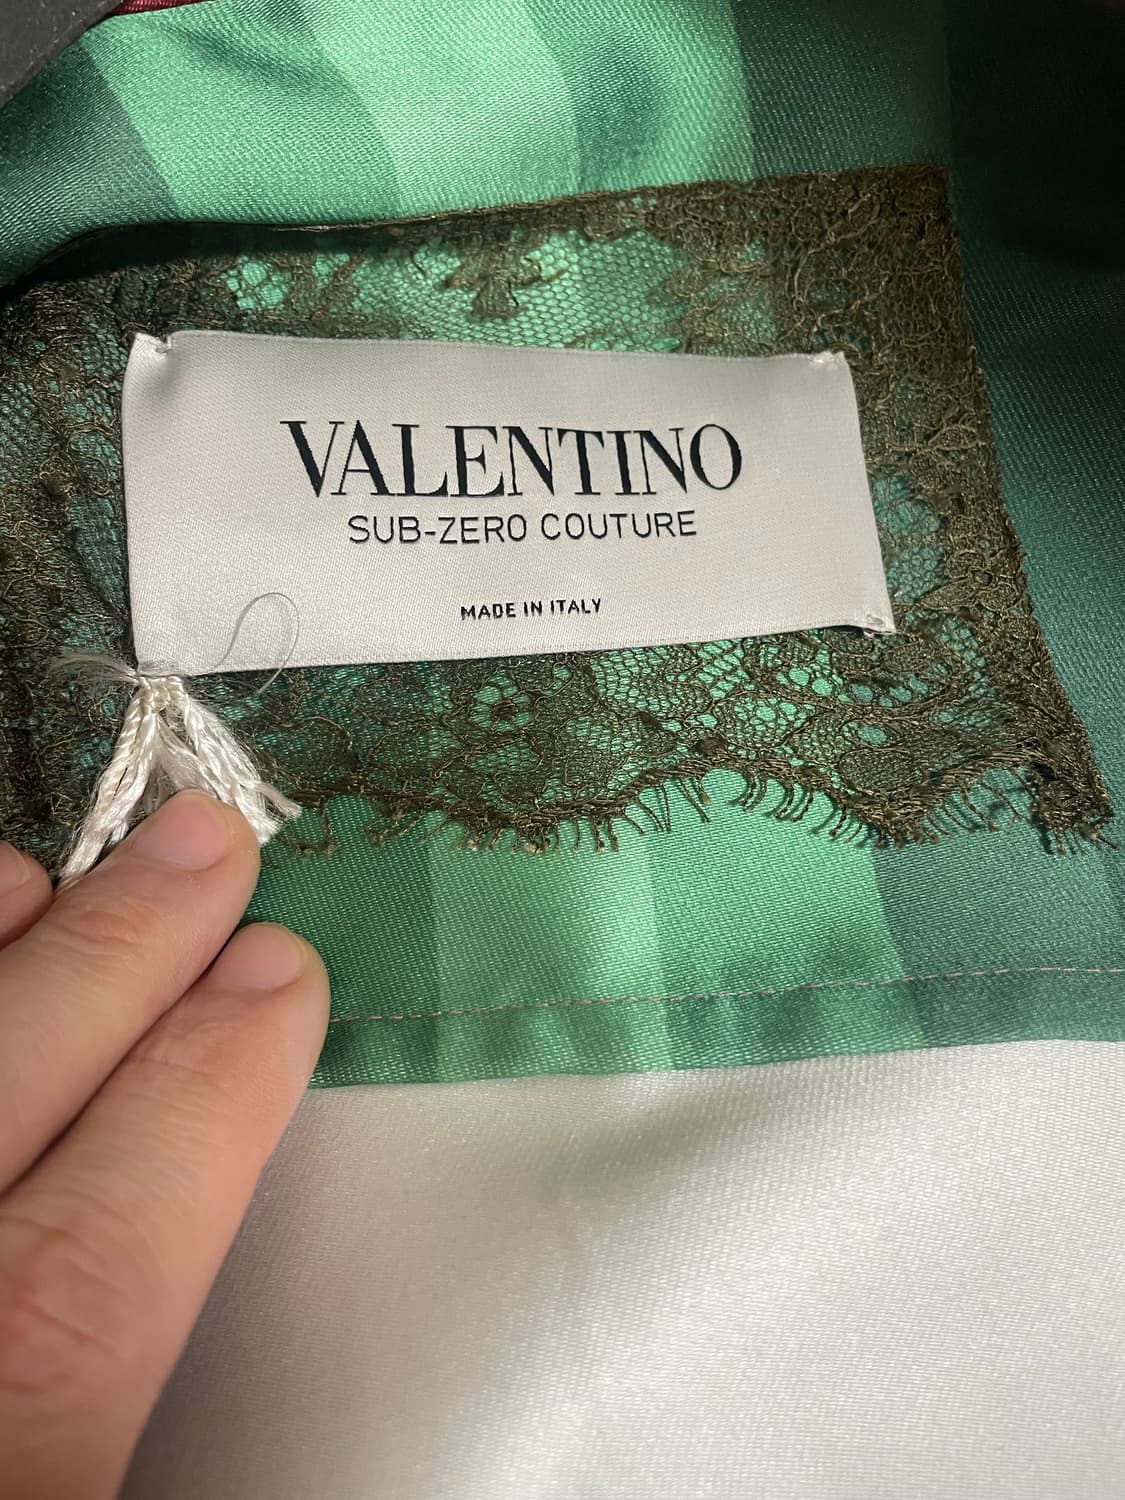 VALENTINO
SUB-ZERO COUTURE
MADE IN ITALY